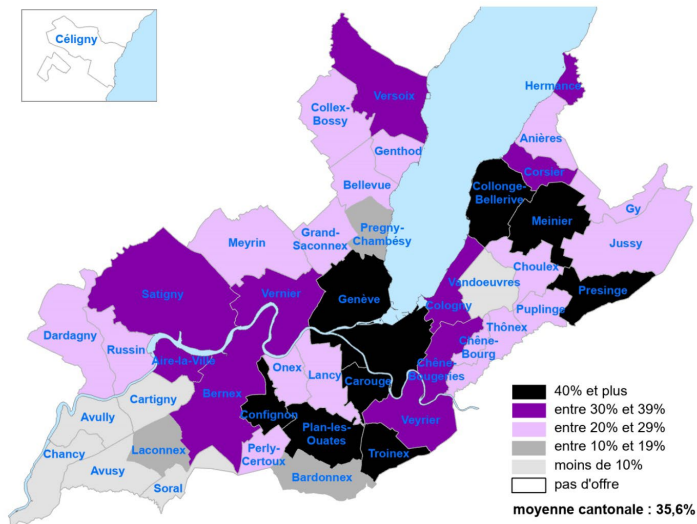 Céligny
Versoix
Hermance
Collex-
Bossy
Anières
Genthod
Corsier
Bellevue
Collonge-
Bellerive
Meinier
Gy
Pregny-
Chambésy
Grand-
Saconnex
Meyrin
Jussy
Choulex
Vandoeuvres
Presinge
Satigny
Vernier
Genève
Cologny
Puplinge
Thônex
Dardagny
Russin
Chêne-
Bourg
Aire-la-Ville
Onex
Lancy
Chêne-
Bougeries
Carouge
Cartigny
Bernex
Avully
Confignon
Veyrier
Plan-les-
Ouates
Chancy
Laconnex
Avusy
Perly-
Certoux
Troinex
Soral
Bardonnex
40% et plus
entre 30% et 39%
entre 20% et 29%
entre 10% et 19%
moins de 10%
pas d'offre
moyenne cantonale : 35,6%